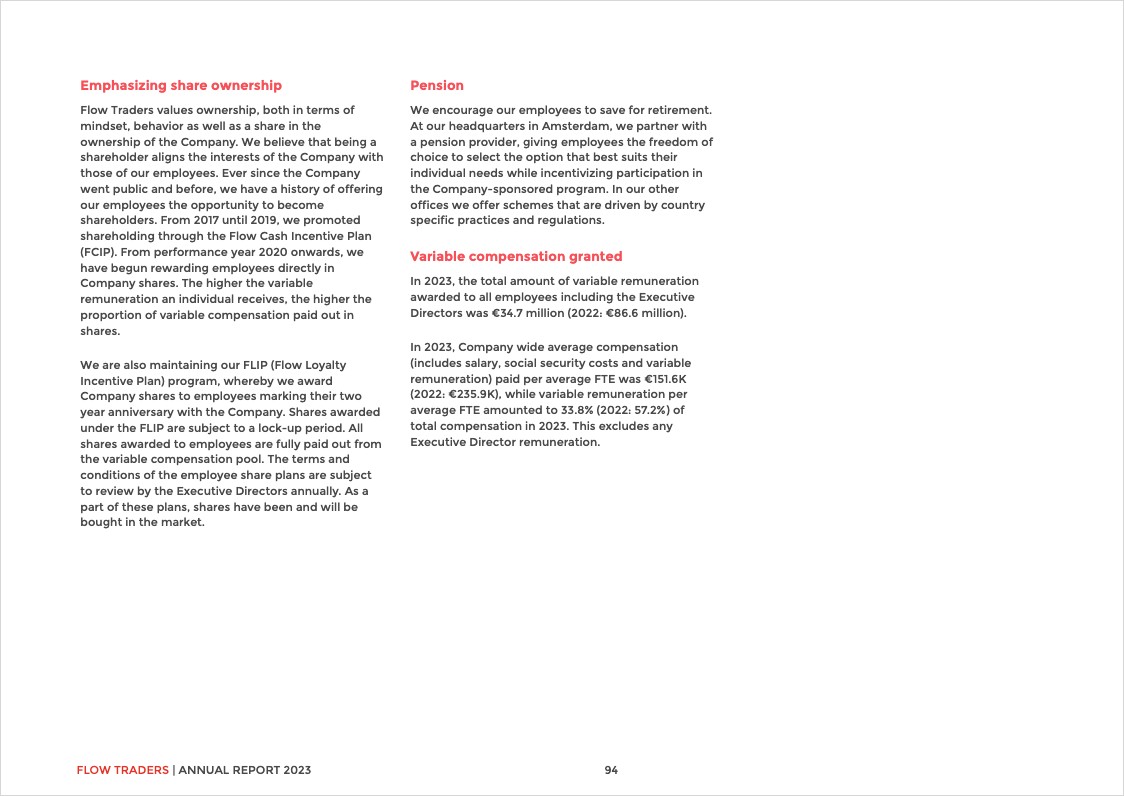 Emphasizing share ownership
Flow Traders values ownership, both in terms of
mindset, behavior as well as a share in the
ownership of the Company. We believe that being a
shareholder aligns the interests of the Company with
those of our employees. Ever since the Company
went public and before, we have a history of offering
our employees the opportunity to become
shareholders. From 2017 until 2019, we promoted
shareholding through the Flow Cash Incentive Plan
(FCIP). From performance year 2020 onwards, we
have begun rewarding employees directly in
Company shares. The higher the variable
remuneration an individual receives, the higher the
proportion of variable compensation paid out in
shares.
We are also maintaining our FLIP (Flow Loyalty
Incentive Plan) program, whereby we award
Company shares to employees marking their two
year anniversary with the Company. Shares awarded
under the FLIP are subject to a lock-up period. All
shares awarded to employees are fully paid out from
the variable compensation pool. The terms and
conditions of the employee share plans are subject
to review by the Executive Directors annually. As a
part of these plans, shares have been and will be
bought in the market.
Pension
We encourage our employees to save for retirement.
At our headquarters in Amsterdam, we partner with
a pension provider, giving employees the freedom of
choice to select the option that best suits their
individual needs while incentivizing participation in
the Company-sponsored program. In our other
offices we offer schemes that are driven by country
specific practices and regulations.
Variable compensation granted
In 2023, the total amount of variable remuneration
awarded to all employees including the Executive
Directors was €34.7 million (2022: €86.6 million).
In 2023, Company wide average compensation
(includes salary, social security costs and variable
remuneration) paid per average FTE was €151.6K
(2022: €235.9K), while variable remuneration per
average FTE amounted to 33.8% (2022: 57.2%) of
total compensation in 2023. This excludes any
Executive Director remuneration.
FLOW TRADERS | ANNUAL REPORT 2023
94